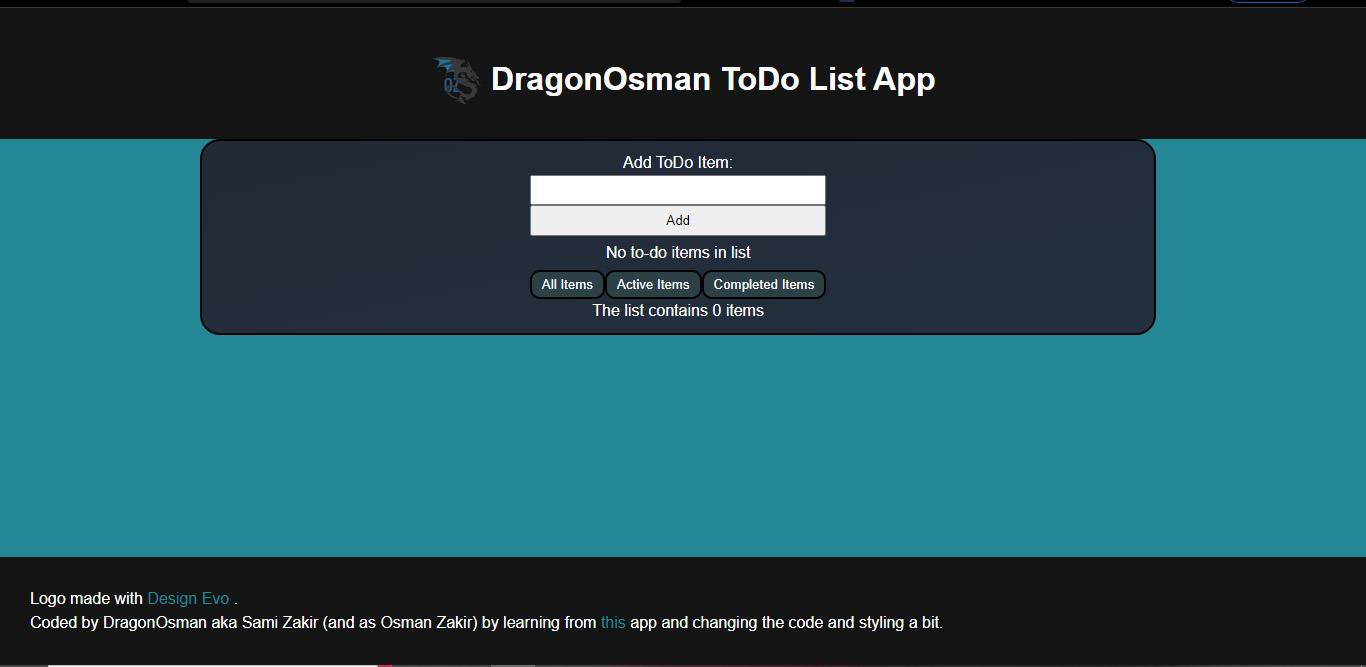 OZ
DragonOsman ToDo List App
Add ToDo Item:
Add
No to-do items in list
All Items Active Items Completed Items
The list contains 0 items
Logo made with Design Evo .
Coded by DragonOsman aka Sami Zakir (and as Osman Zakir) by learning from this app and changing the code and styling a bit.